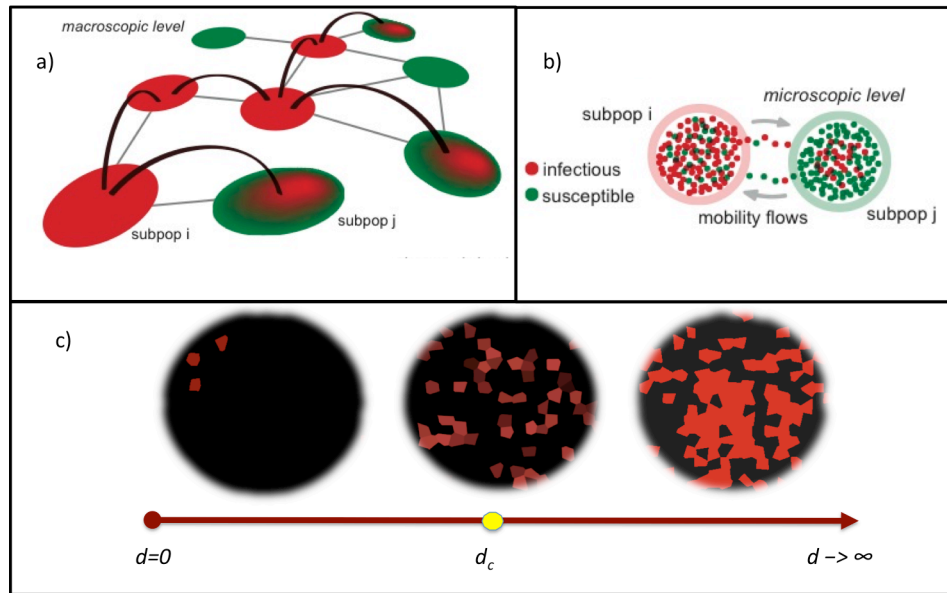 a)
macroscopic level
subpop i
subpop j
b)
microscopic level
subpop i
infectious
susceptible
mobility flows
subpop j
c)
d=0
d_c
d −> ∞